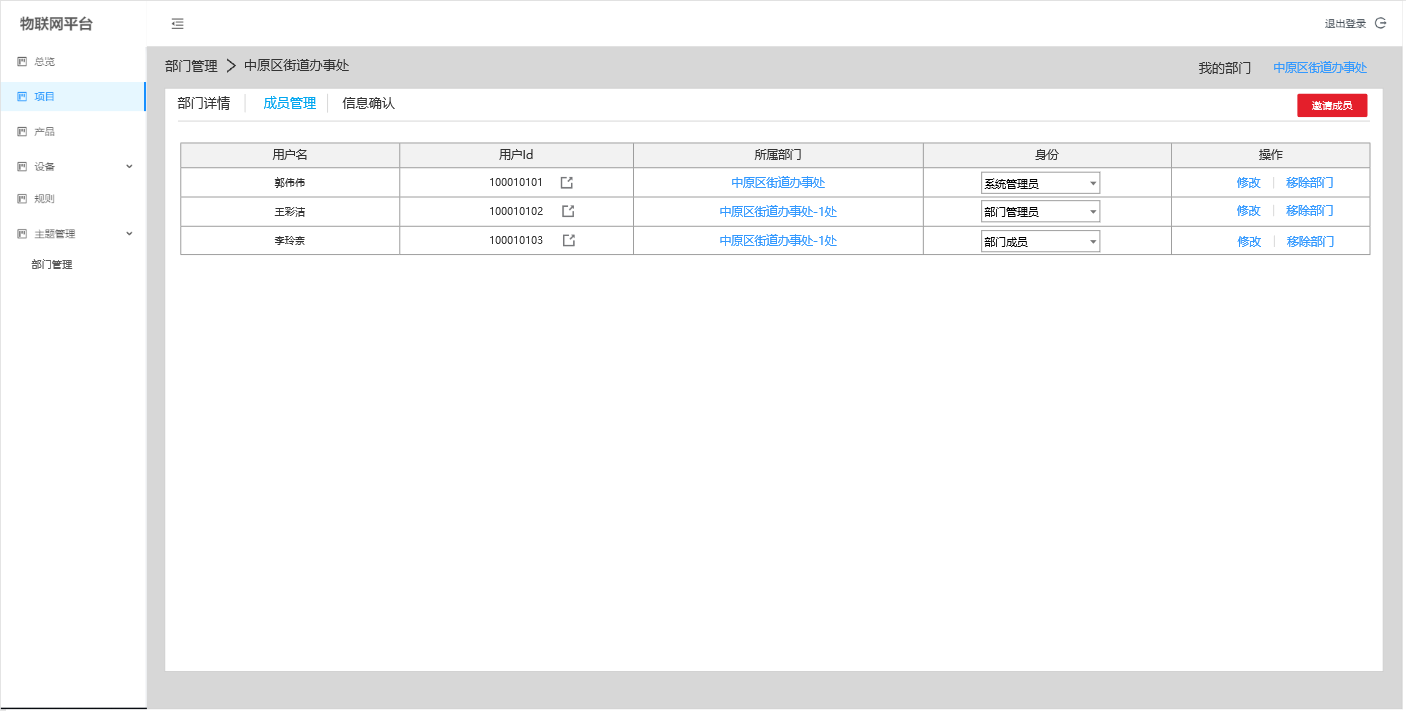 物联网平台
退出登录
总览
项目
产品
设备
规则
主题管理
部门管理
部门管理 > 中原区街道办事处
我的部门 中原区街道办事处
部门详情 成员管理 信息确认
邀请成员
用户名 用户Id 所属部门 身份 操作
郭伟伟 100010101 中原区街道办事处 系统管理员 修改 移除部门
王彩洁 100010102 中原区街道办事处-1处 部门管理员 修改 移除部门
李玲柰 100010103 中原区街道办事处-1处 部门成员 修改 移除部门